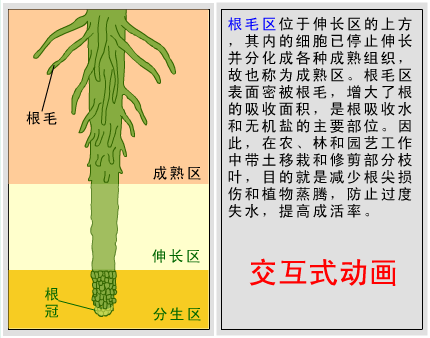 根毛
成熟区
伸长区
根
冠
分生区
根毛区位于伸长区的上方
，其内的细胞已停止伸长
并分化成各种成熟组织，
故也称为成熟区。根毛区
表面密被根毛，增大了根
的吸收面积，是根吸收水
和无机盐的主要部位。因
此，在农、林和园艺工作
中带土移栽和修剪部分枝
叶，目的就是减少根尖损
伤和植物蒸腾，防止过度
失水，提高成活率。
交互式动画